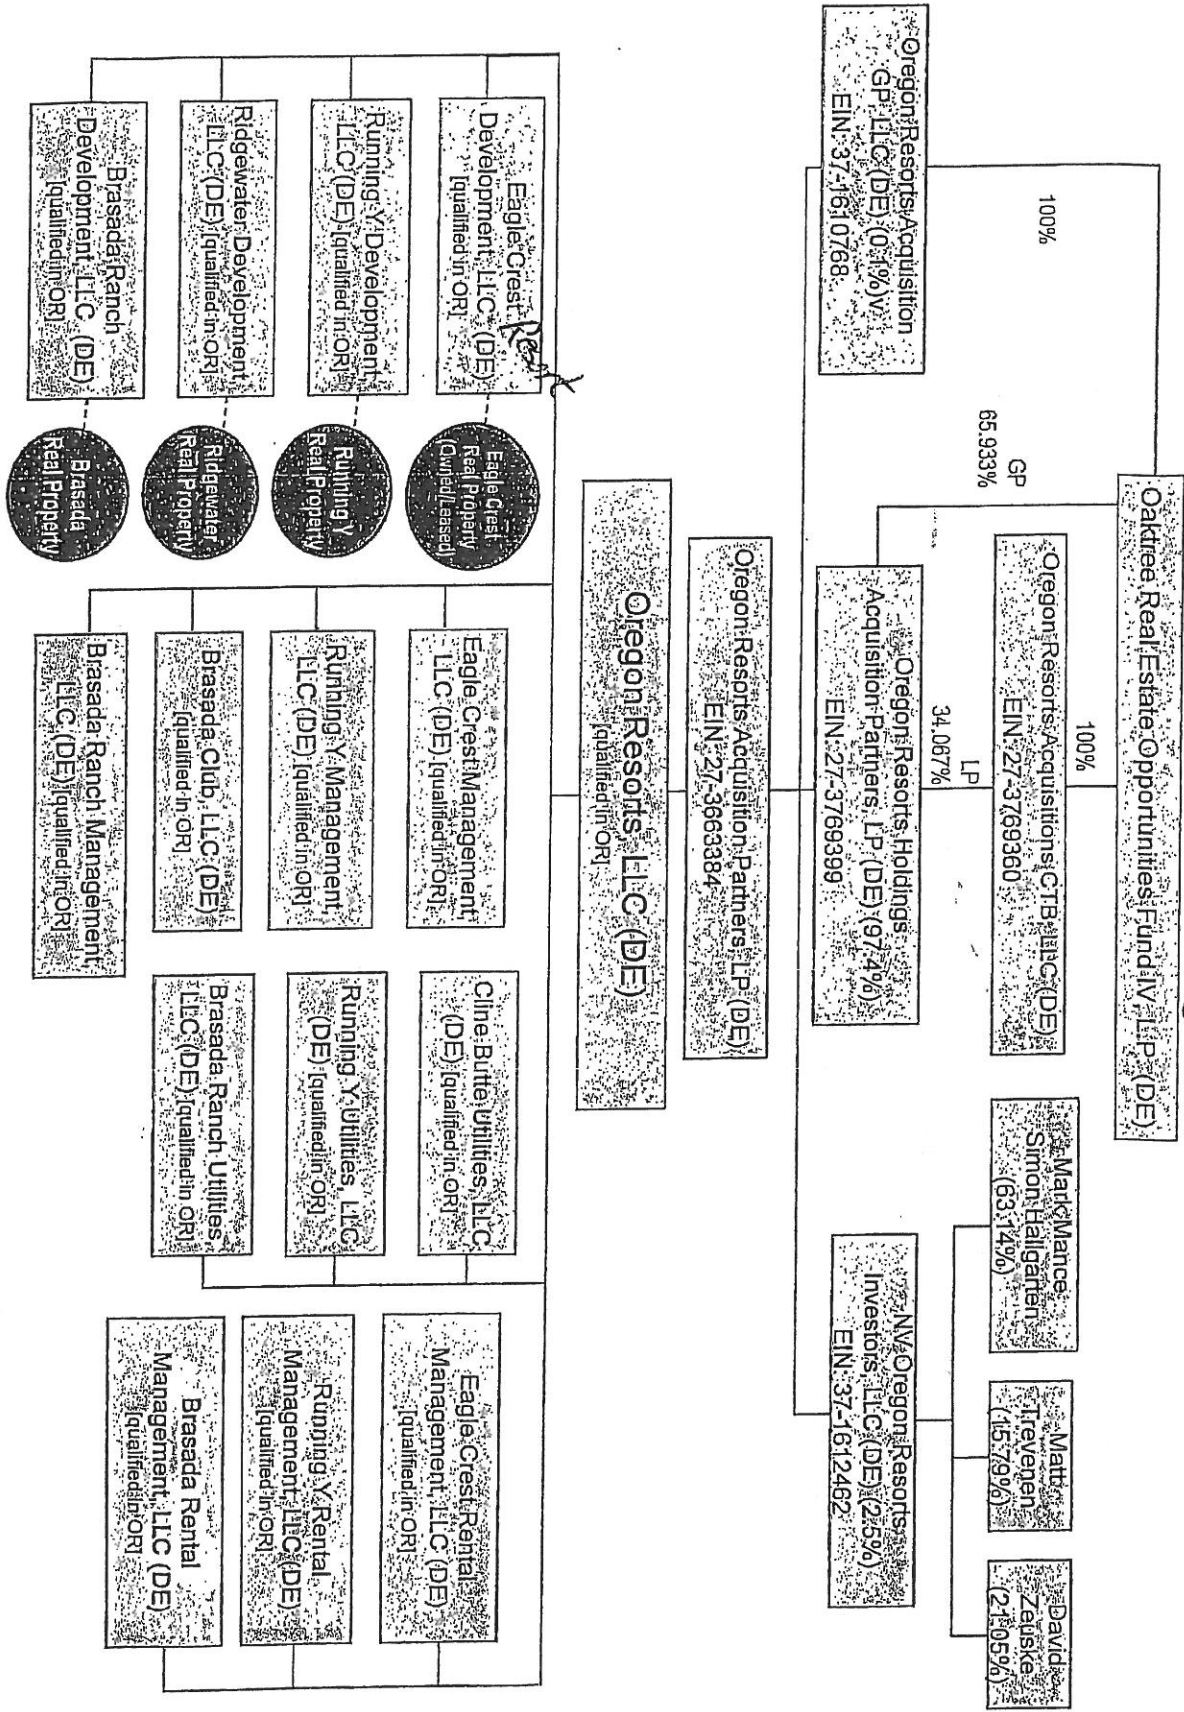 Oaktree Real Estate Opportunities Fund IV, L.P. (DE)
100%
100%
Oregon Resorts Acquisitions CTB, LLC (DE)
EIN: 27-3769360
Mark Mance
Simon Hallgarten
(63.14%)
Matt
Trevenen
(15.79%)
David
Zeuske
(21.05%)
GP
65.933%
LP
34.067%
Oregon Resorts Acquisition
GP, LLC (DE) (0.1%)v
EIN: 37-1610768
Oregon Resorts Holdings
Acquisition Partners, LP (DE) (97.4%)
EIN: 27-3769399
NV Oregon Resorts
Investors, LLC (DE) (2.5%)
EIN: 37-1612462
Oregon Resorts Acquisition Partners, LP (DE)
EIN: 27-3663384
Oregon Resorts, LLC (DE)
[qualified in OR]
Resort
Eagle Crest
Development, LLC (DE)
[qualified in OR]
Eagle Crest
Real Property
(Owned/Leased)
Running Y Development,
LLC (DE) [qualified in OR]
Running Y
Real Property
Ridgewater Development,
LLC (DE) [qualified in OR]
Ridgewater
Real Property
Brasada Ranch
Development, LLC (DE)
[qualified in OR]
Brasada
Real Property
Eagle Crest Management,
LLC (DE) [qualified in OR]
Running Y Management,
LLC (DE) [qualified in OR]
Brasada Club, LLC (DE)
[qualified in OR]
Brasada Ranch Management,
LLC (DE) [qualified in OR]
Cline Butte Utilities, LLC
(DE) [qualified in OR]
Running Y Utilities, LLC
(DE) [qualified in OR]
Brasada Ranch Utilities
LLC (DE) [qualified in OR]
Eagle Crest Rental
Management, LLC (DE)
[qualified in OR]
Running Y Rental
Management, LLC (DE)
[qualified in OR]
Brasada Rental
Management, LLC (DE)
[qualified in OR]